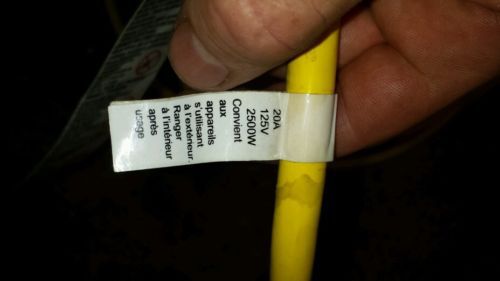 20A
125V
2500W
Convient
aux
appareils
s'utilisant
à l'extérieur.
Ranger
à l'intérieur
après
usage